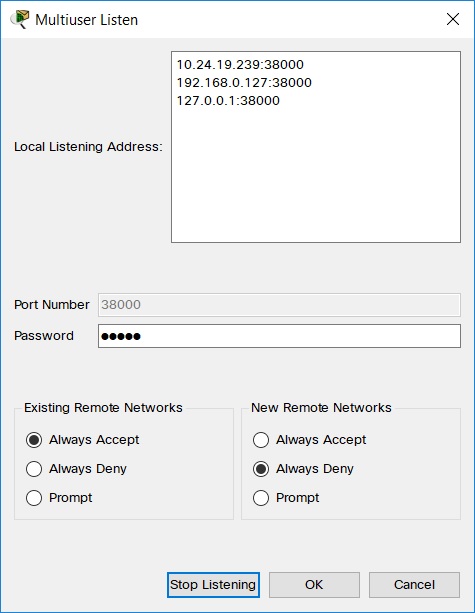 Multiuser Listen
Local Listening Address:
10.24.19.239:38000
192.168.0.127:38000
127.0.0.1:38000
Port Number 38000
Password ●●●●●
Existing Remote Networks
Always Accept
Always Deny
Prompt
New Remote Networks
Always Accept
Always Deny
Prompt
Stop Listening OK Cancel